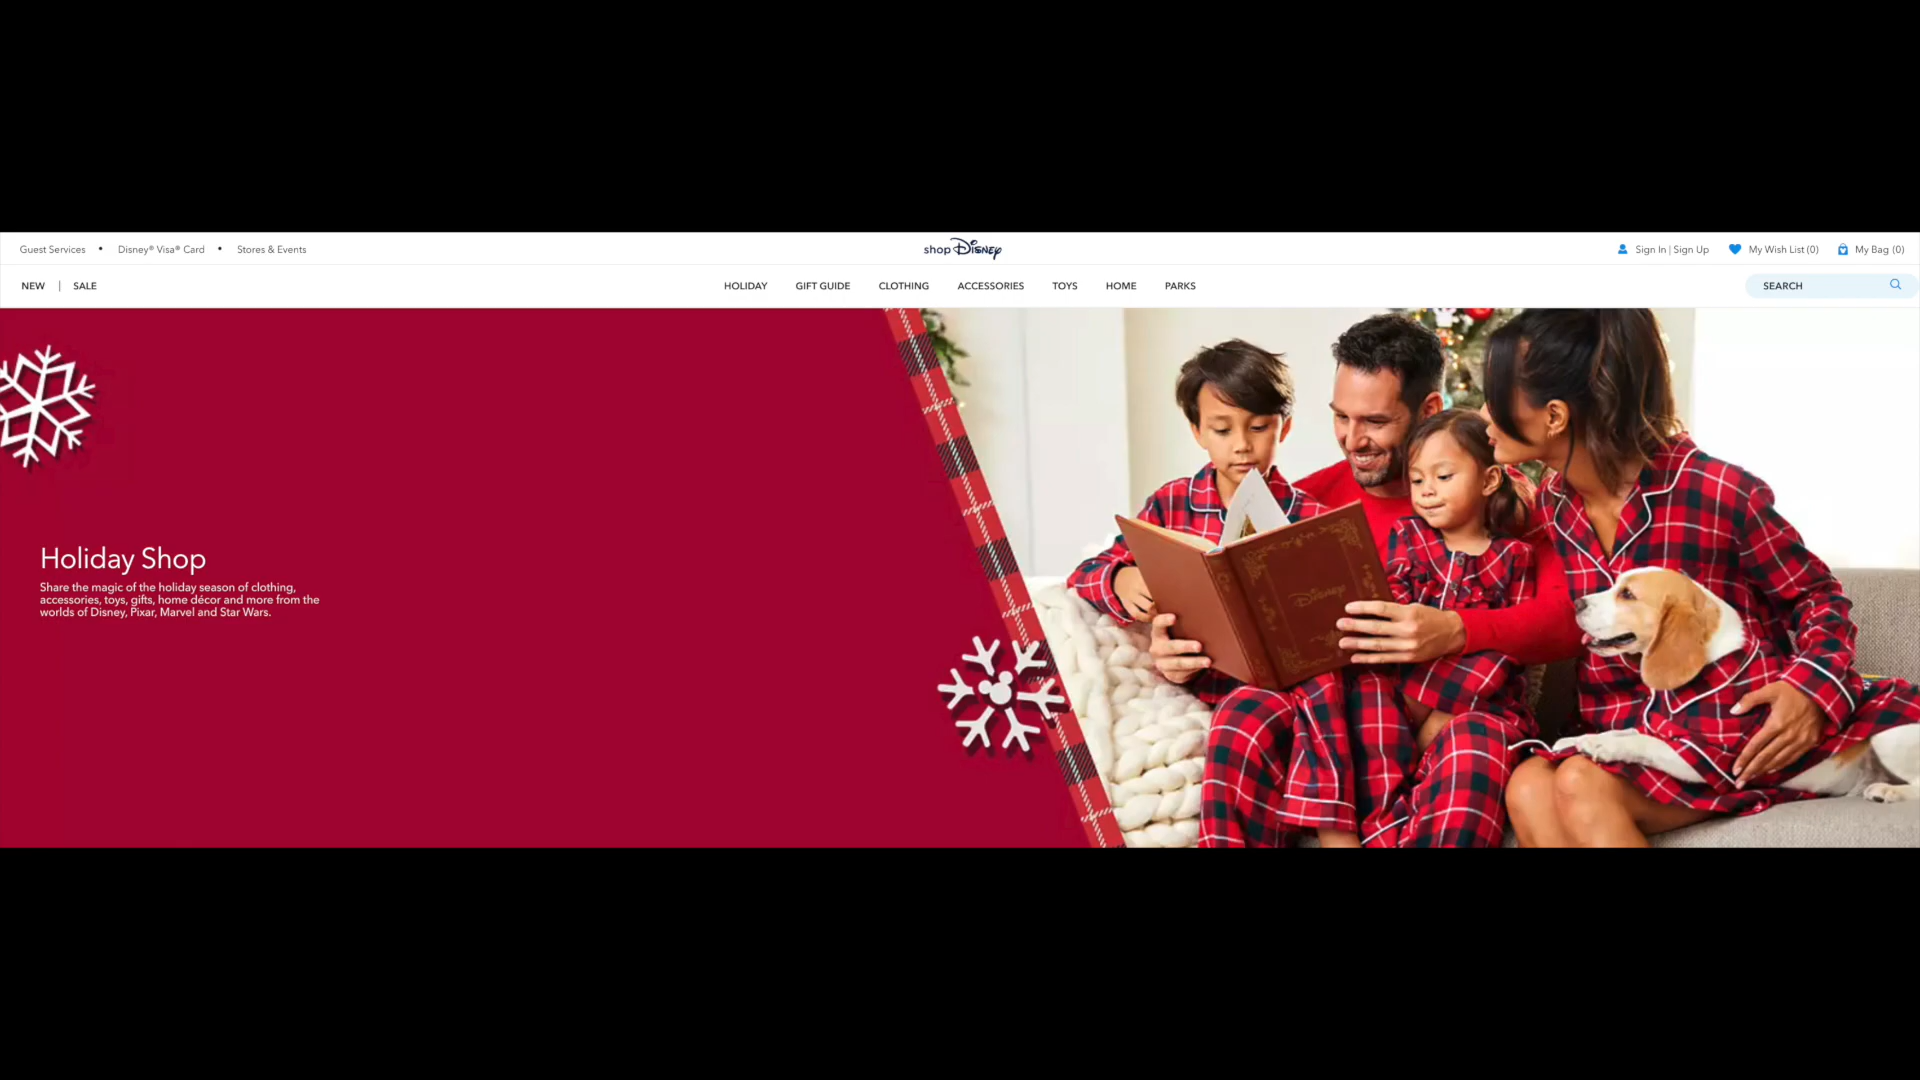 Guest Services • Disney® Visa® Card • Stores & Events
shop Disney
Sign In | Sign Up My Wish List (0) My Bag (0)
NEW | SALE
HOLIDAY GIFT GUIDE CLOTHING ACCESSORIES TOYS HOME PARKS
SEARCH
Holiday Shop
Share the magic of the holiday season of clothing,
accessories, toys, gifts, home décor and more from the
worlds of Disney, Pixar, Marvel and Star Wars.
Disney